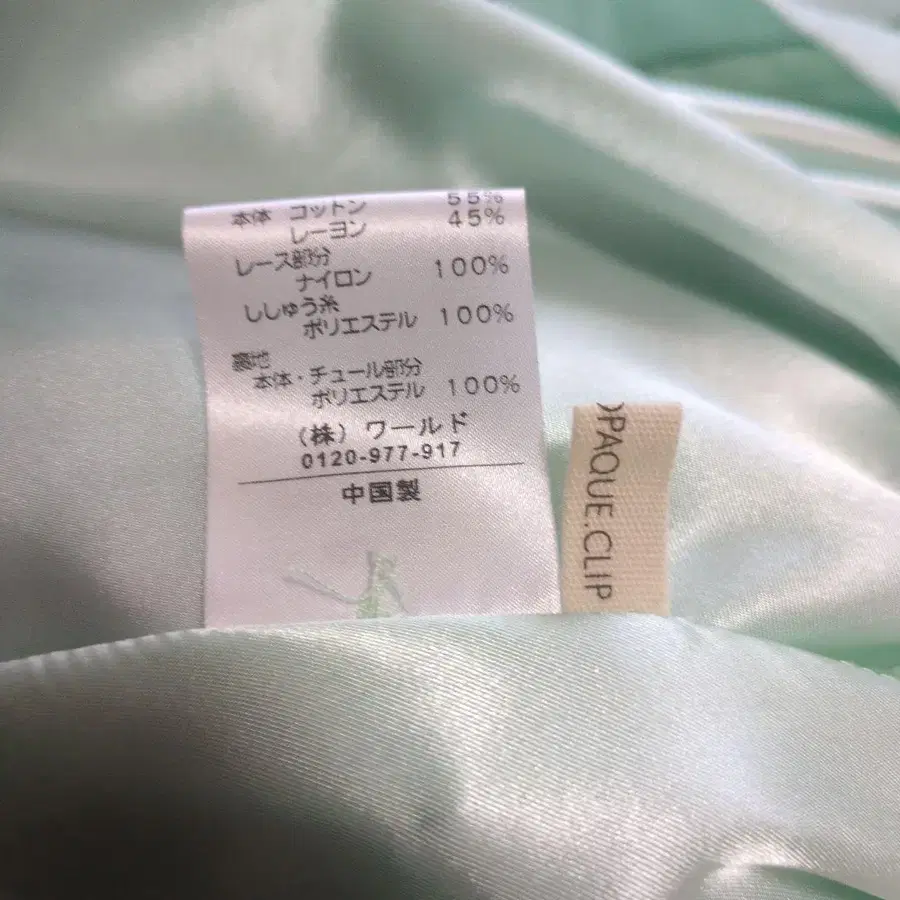 本体 コットン 55%
レーヨン 45%
レース部分
ナイロン 100%
ししゅう糸
ポリエステル 100%
裏地
本体・チュール部分
ポリエステル 100%
(株) ワールド
0120-977-917
中国製
OPAQUE.CLIP